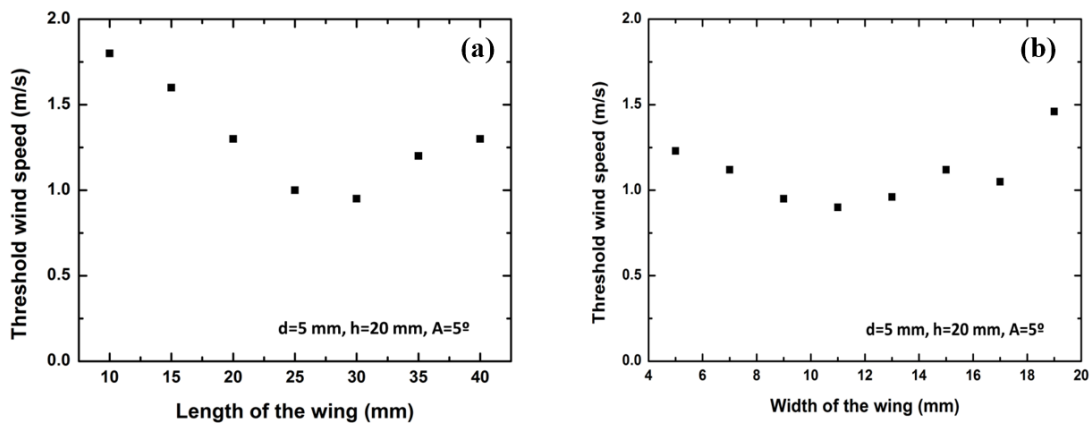 2.0
1.5
1.0
0.5
0.0
Threshold wind speed (m/s)
(a)
d=5 mm, h=20 mm, A=5º
10 15 20 25 30 35 40
Length of the wing (mm)
2.0
1.5
1.0
0.5
0.0
Threshold wind speed (m/s)
(b)
d=5 mm, h=20 mm, A=5º
4 6 8 10 12 14 16 18 20
Width of the wing (mm)